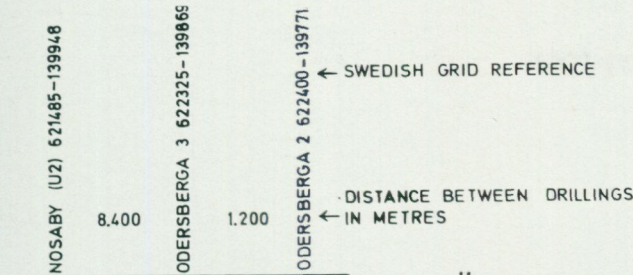 NOSABY (U2) 621485-139948
8.400
ODERSBERGA 3 622325-139869
1.200
ODERSBERGA 2 622400-139771
← SWEDISH GRID REFERENCE
DISTANCE BETWEEN DRILLINGS
← IN METRES